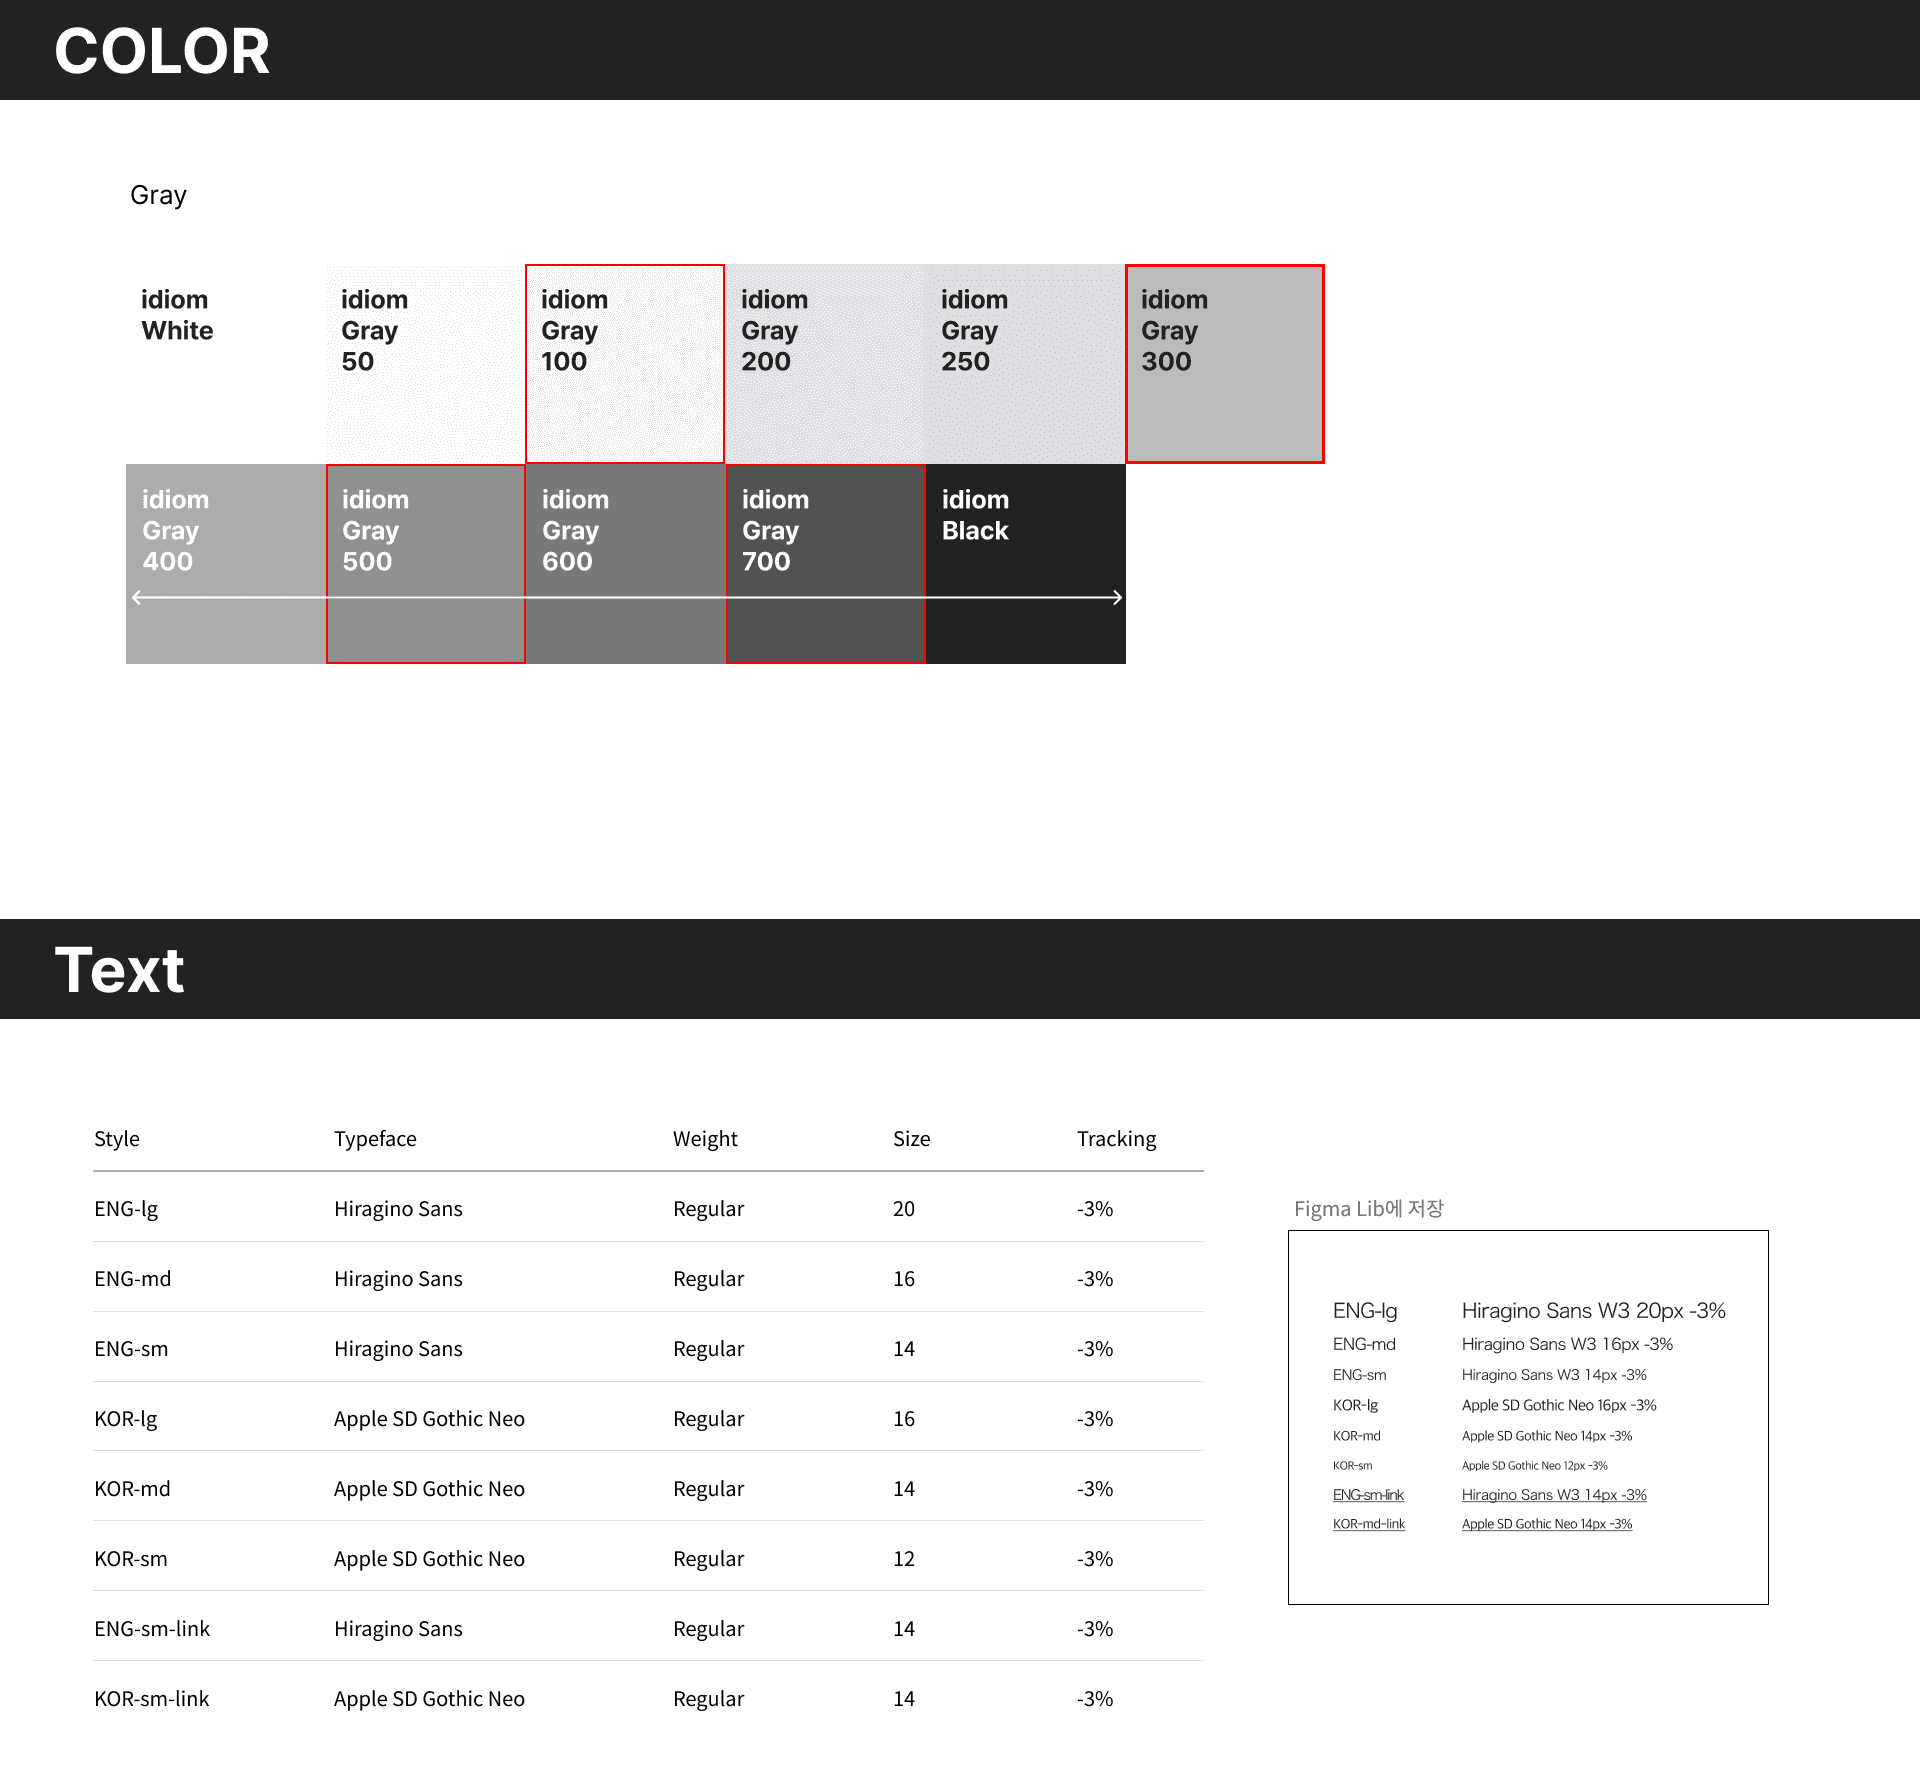 COLOR
Gray
idiom
White
idiom
Gray
50
idiom
Gray
100
idiom
Gray
200
idiom
Gray
250
idiom
Gray
300
idiom
Gray
400
idiom
Gray
500
idiom
Gray
600
idiom
Gray
700
idiom
Black
Text
Style Typeface Weight Size Tracking
ENG-lg Hiragino Sans Regular 20 -3%
ENG-md Hiragino Sans Regular 16 -3%
ENG-sm Hiragino Sans Regular 14 -3%
KOR-lg Apple SD Gothic Neo Regular 16 -3%
KOR-md Apple SD Gothic Neo Regular 14 -3%
KOR-sm Apple SD Gothic Neo Regular 12 -3%
ENG-sm-link Hiragino Sans Regular 14 -3%
KOR-sm-link Apple SD Gothic Neo Regular 14 -3%
Figma Lib에 저장
ENG-lg Hiragino Sans W3 20px -3%
ENG-md Hiragino Sans W3 16px -3%
ENG-sm Hiragino Sans W3 14px -3%
KOR-lg Apple SD Gothic Neo 16px -3%
KOR-md Apple SD Gothic Neo 14px -3%
KOR-sm Apple SD Gothic Neo 12px -3%
ENG-sm-link Hiragino Sans W3 14px -3%
KOR-md-link Apple SD Gothic Neo 14px -3%